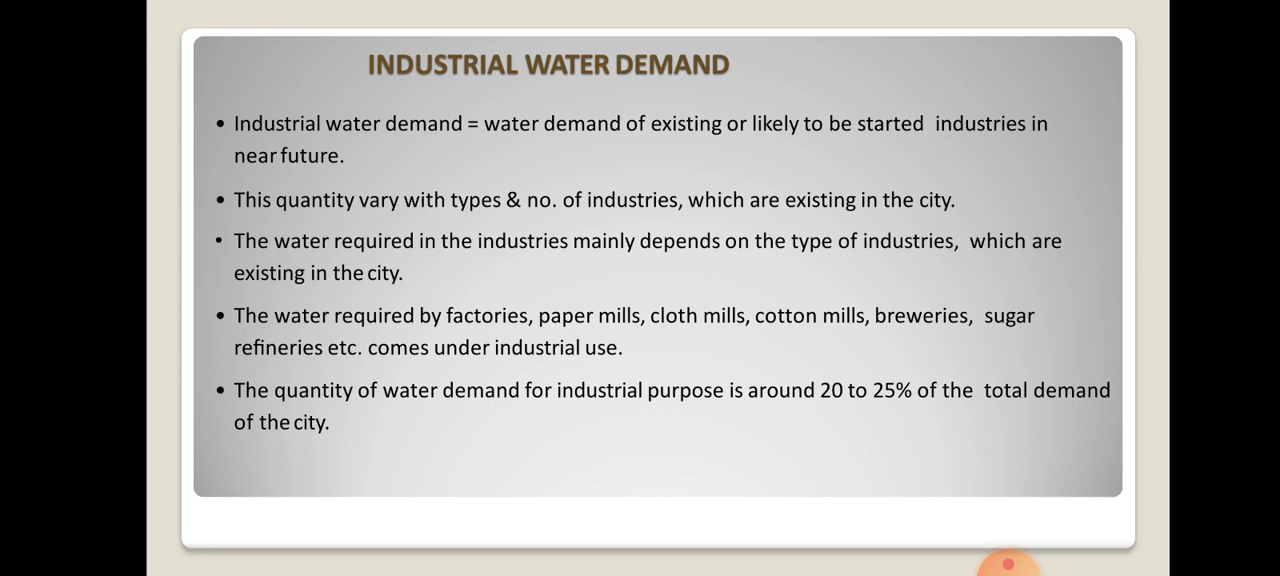 INDUSTRIAL WATER DEMAND
• Industrial water demand = water demand of existing or likely to be started industries in
near future.
• This quantity vary with types & no. of industries, which are existing in the city.
• The water required in the industries mainly depends on the type of industries, which are
existing in the city.
• The water required by factories, paper mills, cloth mills, cotton mills, breweries, sugar
refineries etc. comes under industrial use.
• The quantity of water demand for industrial purpose is around 20 to 25% of the total demand
of the city.